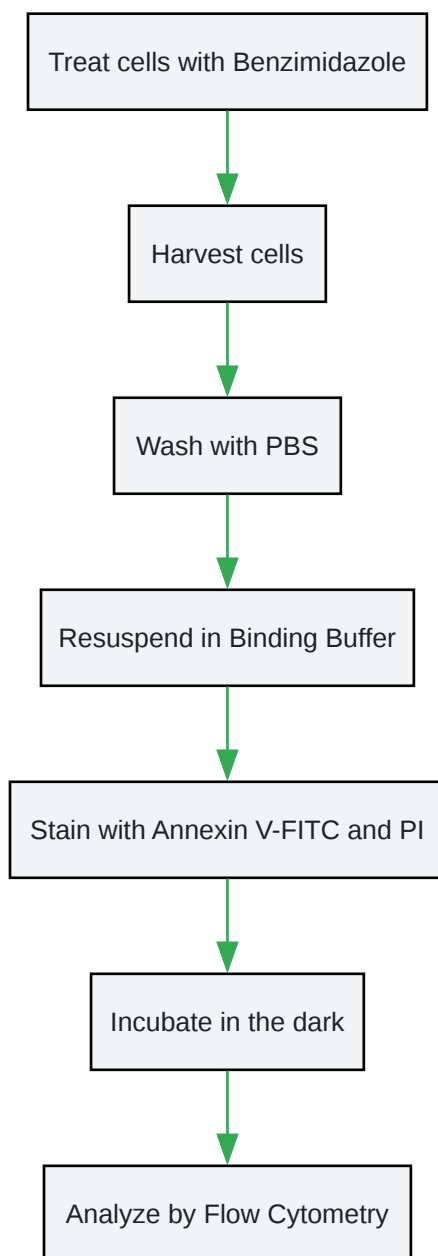 Treat cells with Benzimidazole
Harvest cells
Wash with PBS
Resuspend in Binding Buffer
Stain with Annexin V-FITC and PI
Incubate in the dark
Analyze by Flow Cytometry